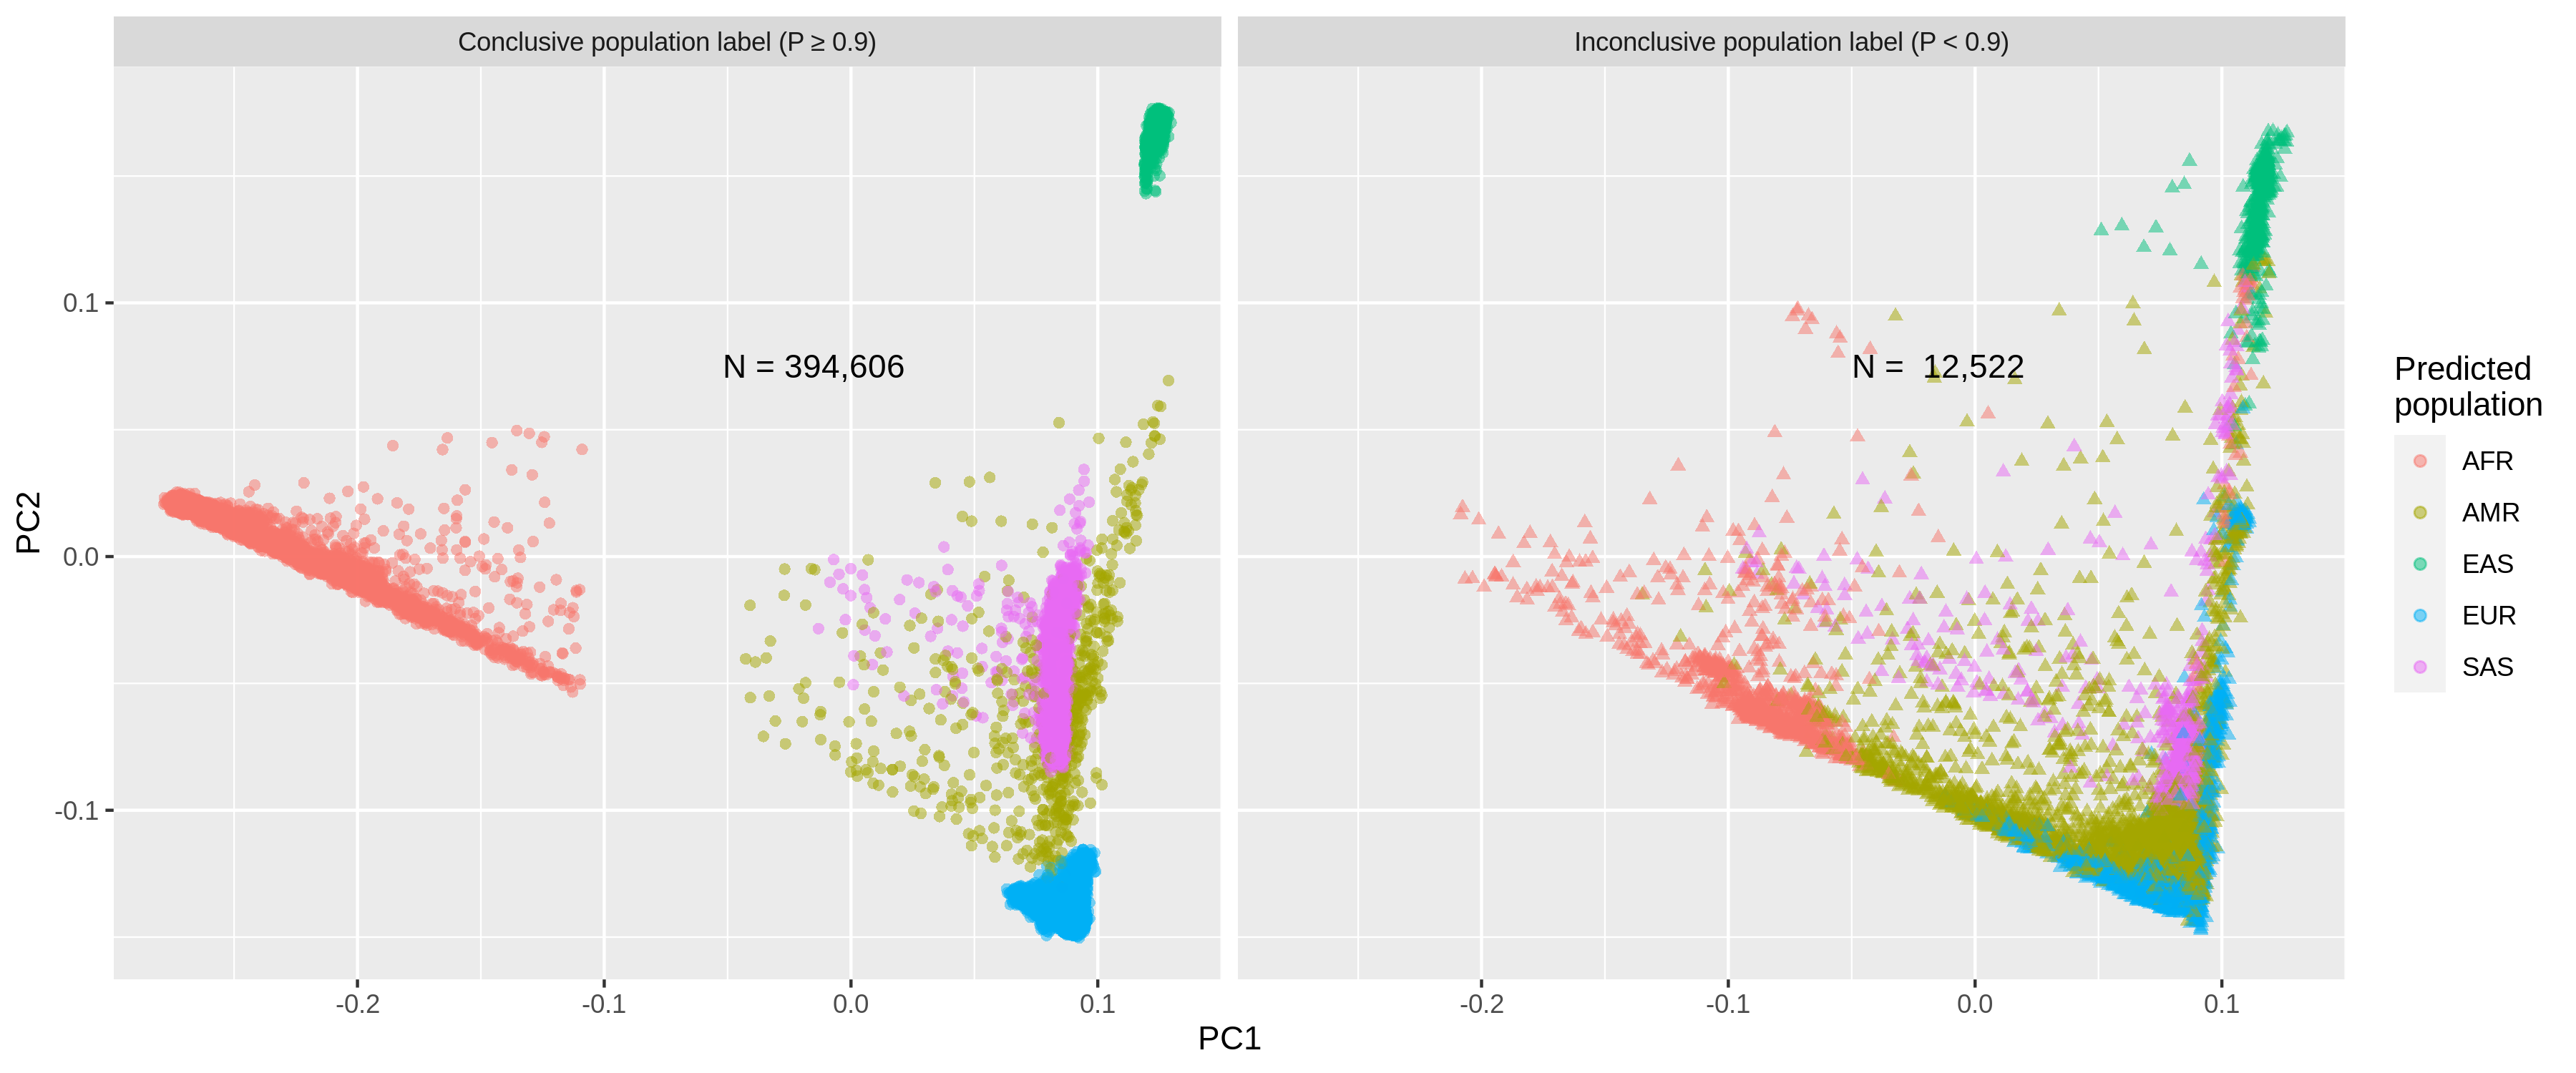 Conclusive population label (P ≥ 0.9)
Inconclusive population label (P < 0.9)
N = 394,606
N = 12,522
PC2
0.1
0.0
-0.1
-0.2
-0.1
0.0
0.1
-0.2
-0.1
0.0
0.1
PC1
Predicted
population
AFR
AMR
EAS
EUR
SAS